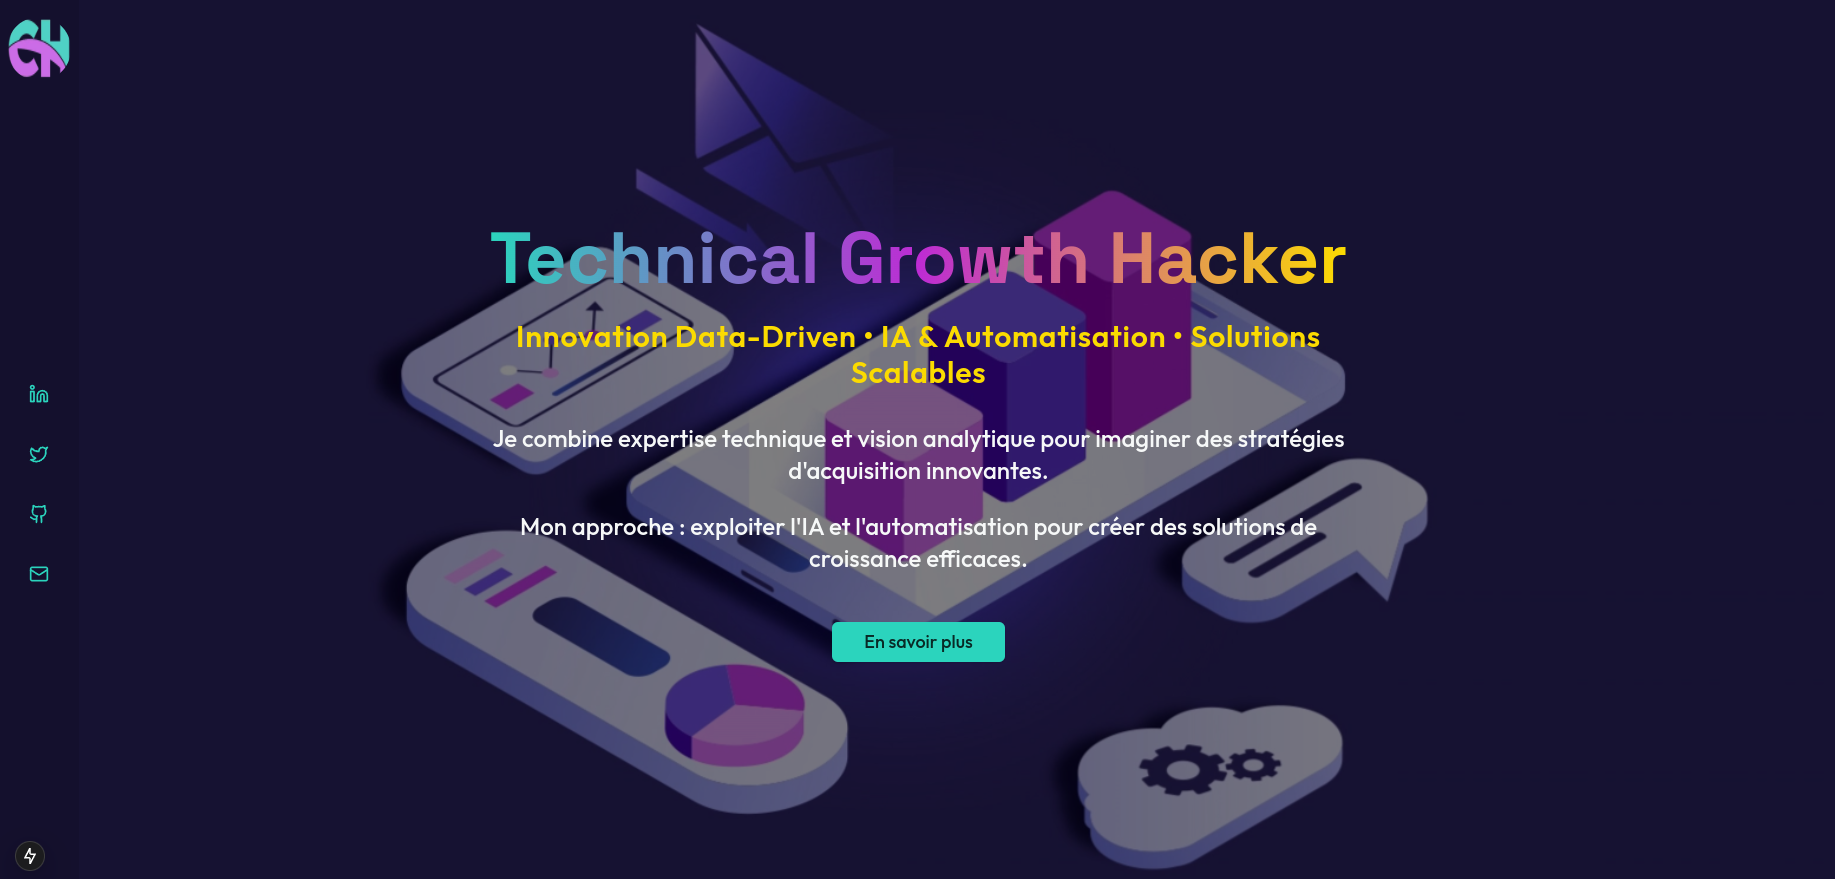 CH
Technical Growth Hacker
Innovation Data-Driven • IA & Automatisation • Solutions
Scalables
Je combine expertise technique et vision analytique pour imaginer des stratégies
d'acquisition innovantes.
Mon approche : exploiter l'IA et l'automatisation pour créer des solutions de
croissance efficaces.
En savoir plus